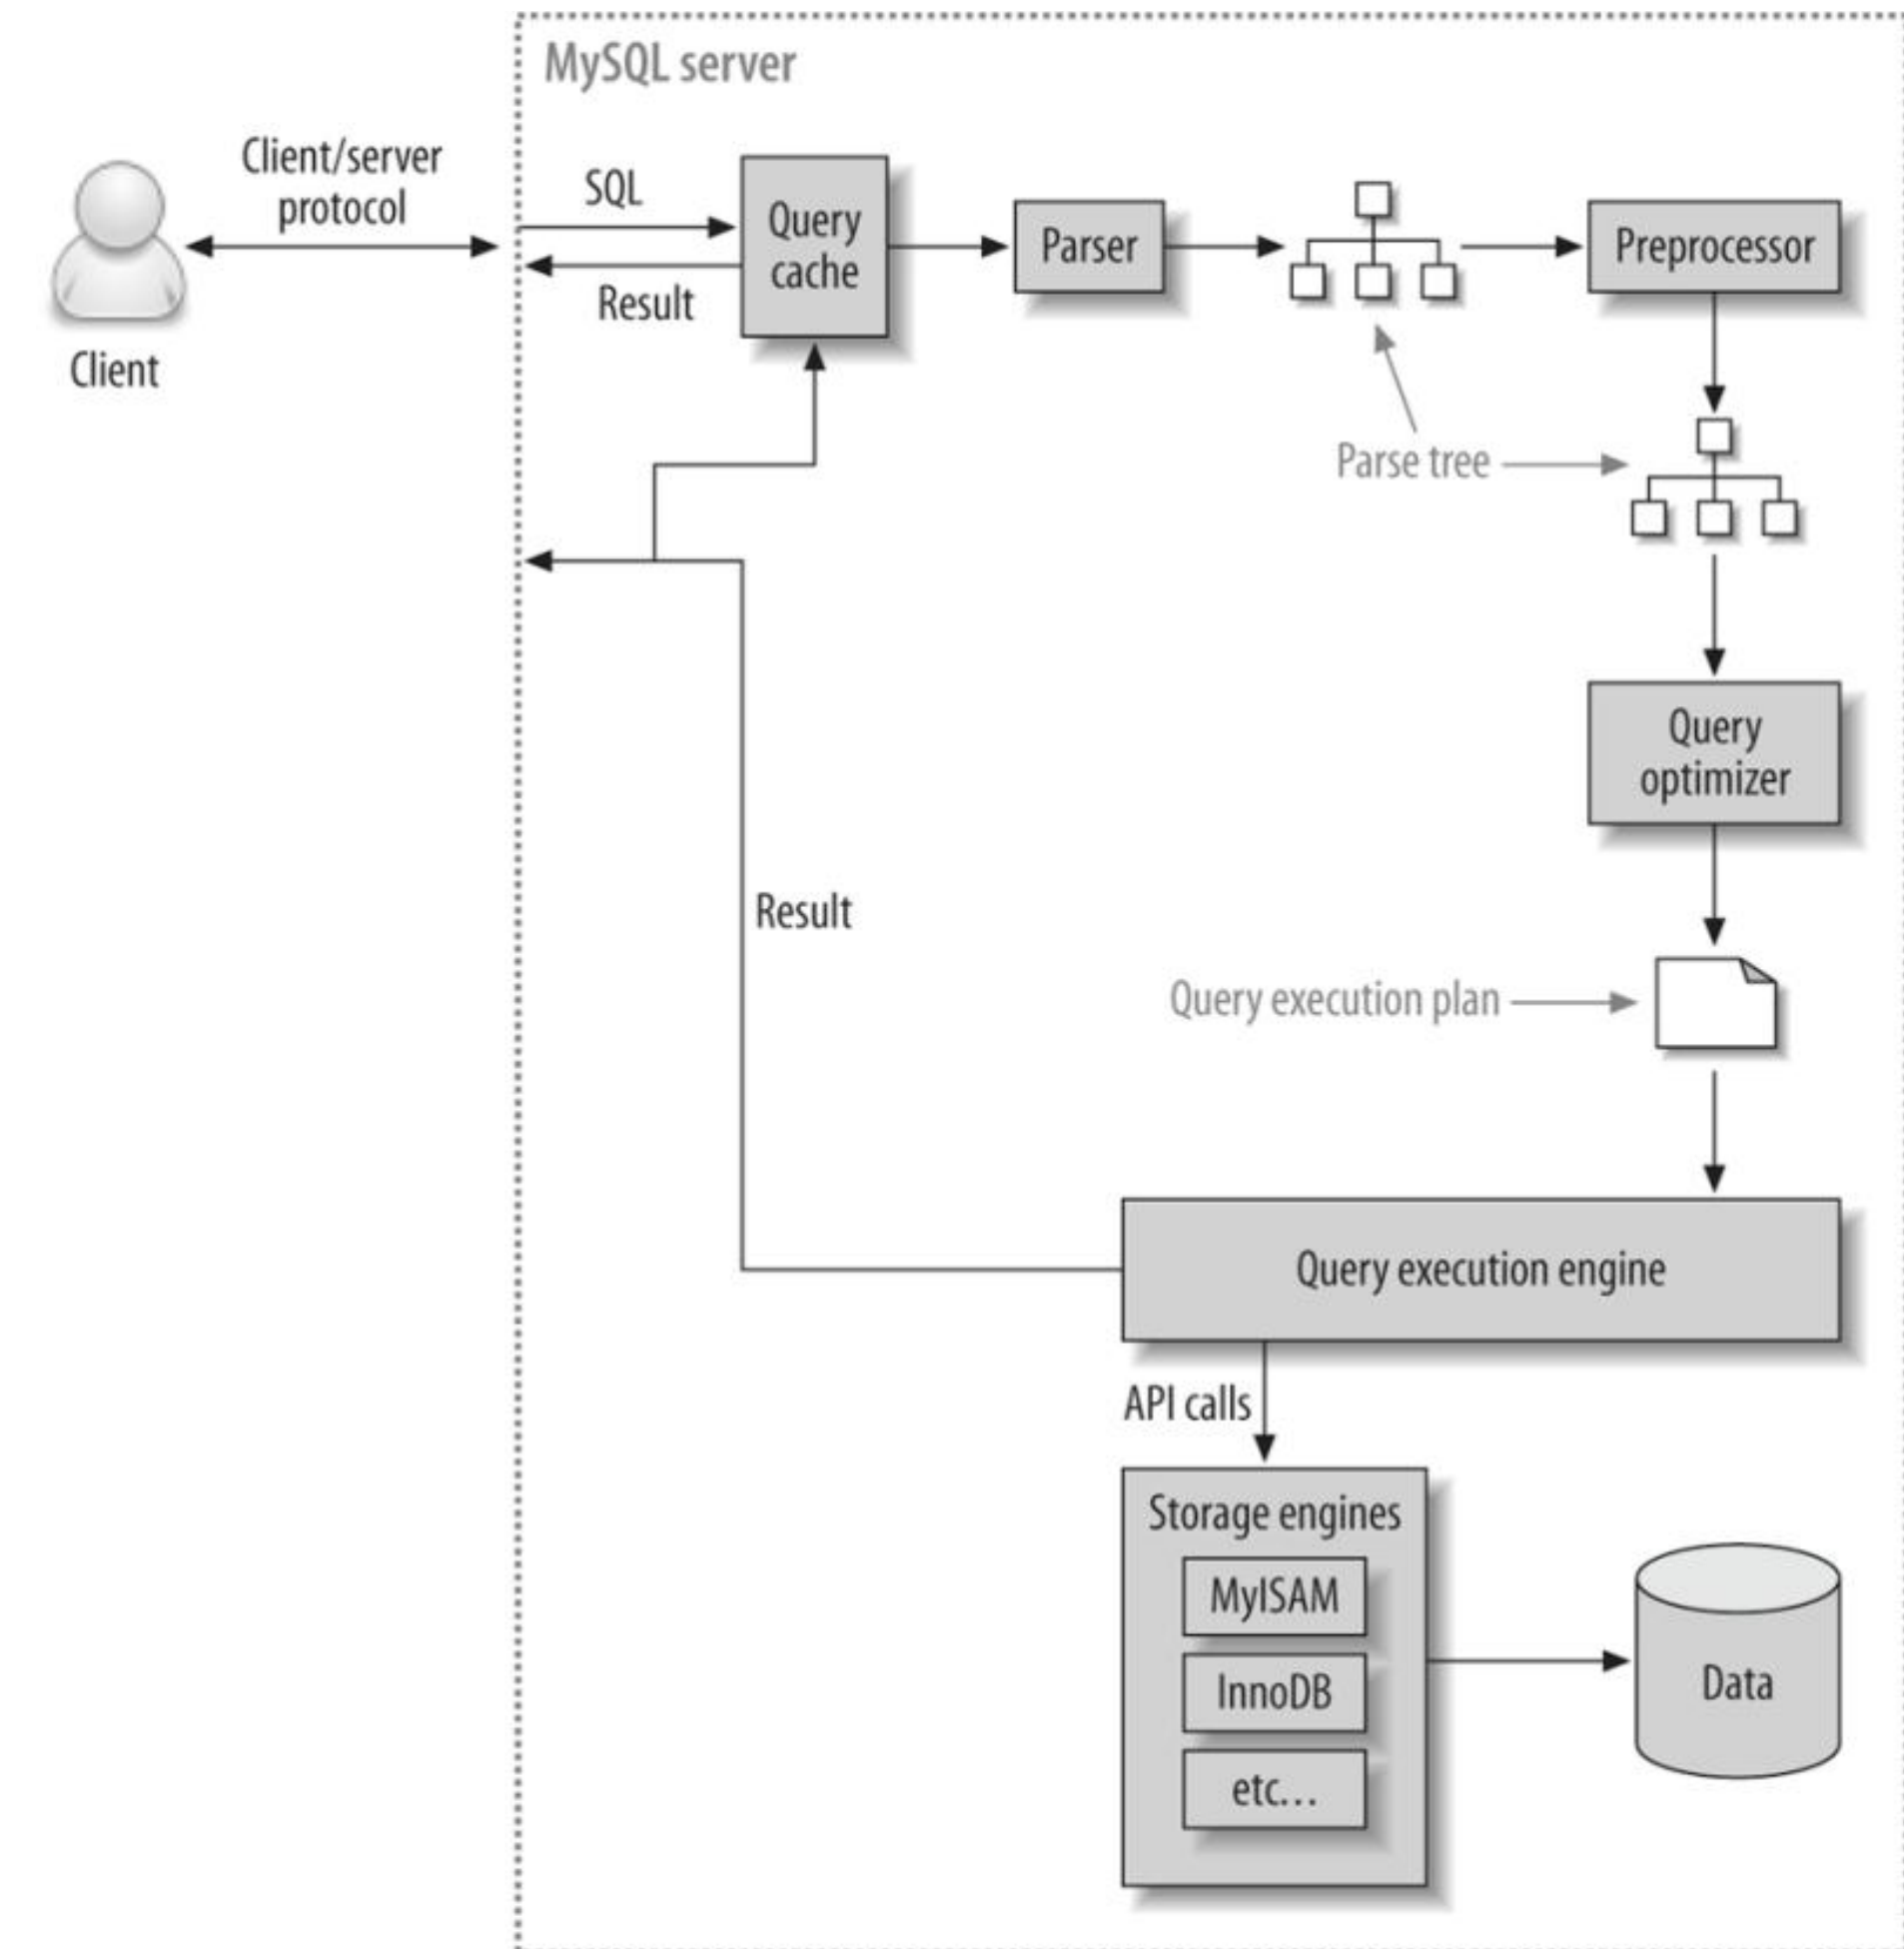 MySQL server
Client/server
protocol
SQL
Result
Query
cache
Parser
Preprocessor
Client
Parse tree
Query
optimizer
Result
Query execution plan
Query execution engine
API calls
Storage engines
MyISAM
InnoDB
etc...
Data